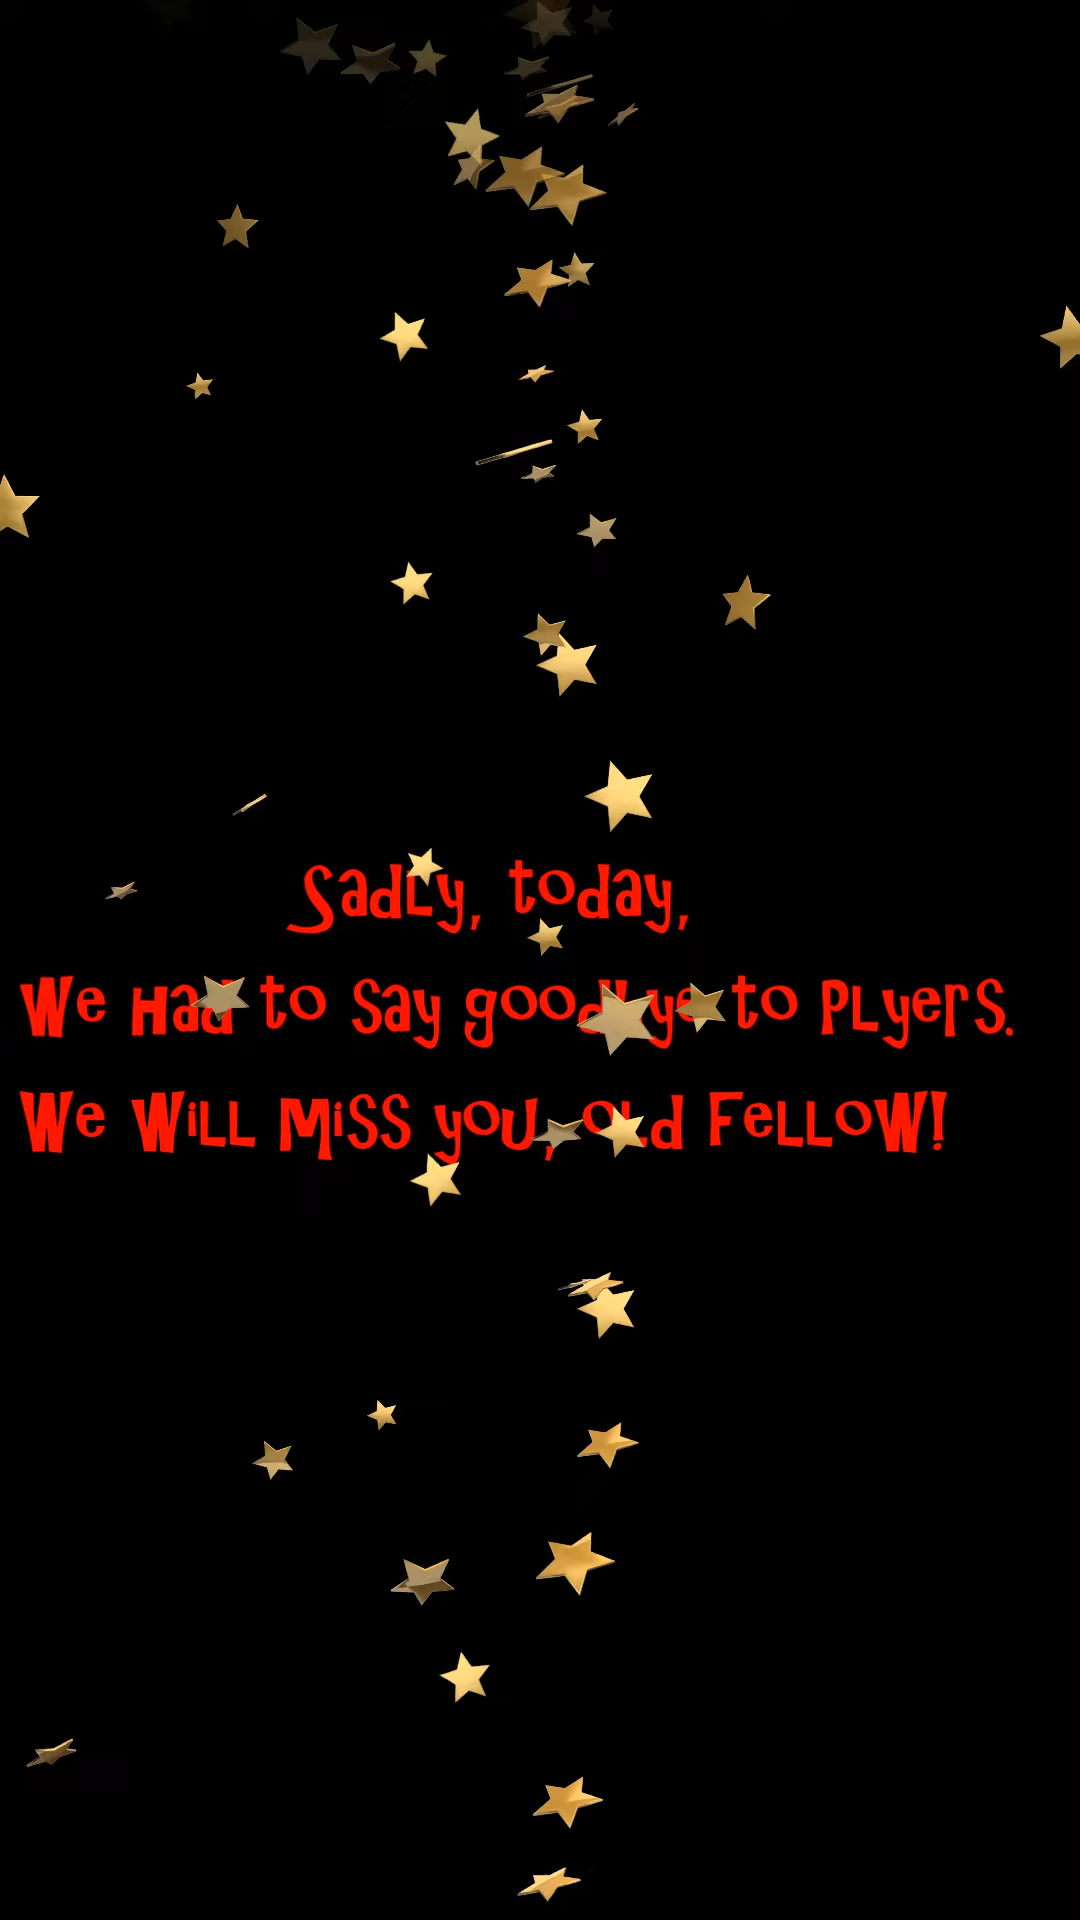 Sadly, today,
We Had to say goodbye to Plyers.
We Will Miss you, old Fellow!